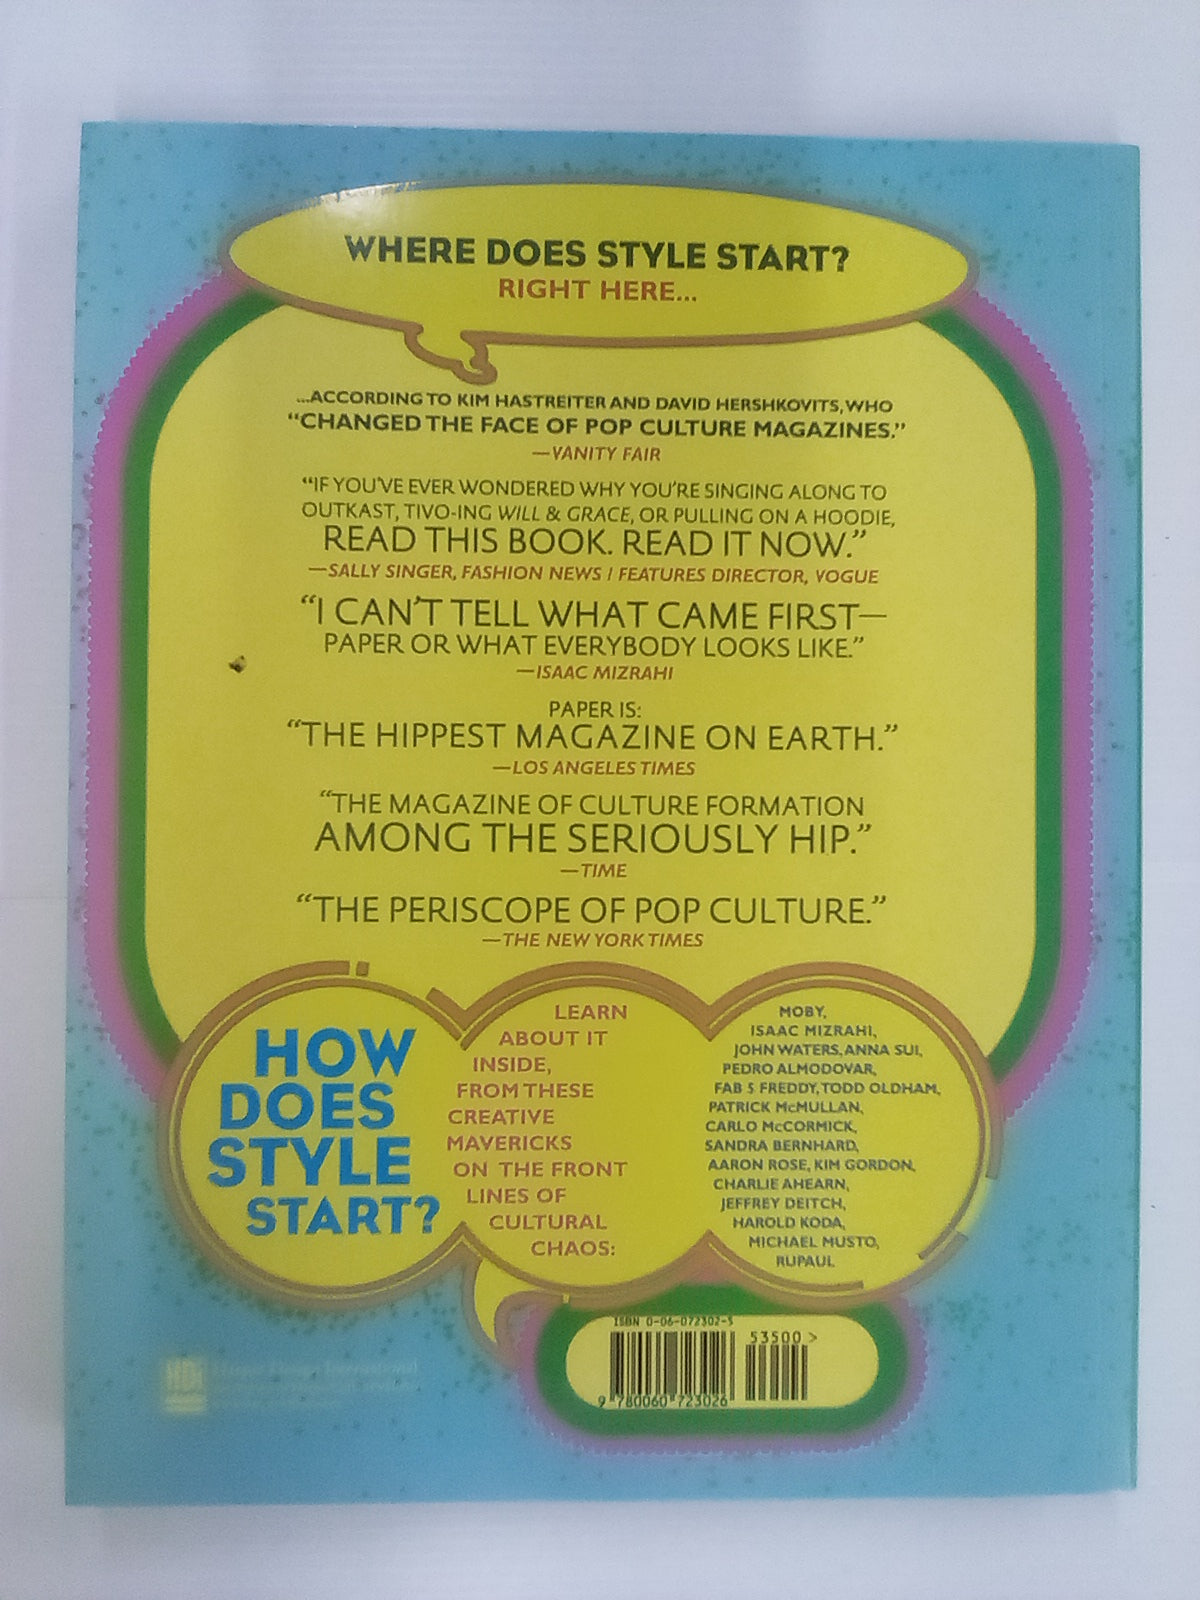 WHERE DOES STYLE START?
RIGHT HERE...
...ACCORDING TO KIM HASTREITER AND DAVID HERSHKOVITS, WHO
“CHANGED THE FACE OF POP CULTURE MAGAZINES.”
—VANITY FAIR
“IF YOU’VE EVER WONDERED WHY YOU’RE SINGING ALONG TO
OUTKAST, TIVO-ING WILL & GRACE, OR PULLING ON A HOODIE,
READ THIS BOOK. READ IT NOW.”
—SALLY SINGER, FASHION NEWS / FEATURES DIRECTOR, VOGUE
“I CAN’T TELL WHAT CAME FIRST—
PAPER OR WHAT EVERYBODY LOOKS LIKE.”
—ISAAC MIZRAHI
PAPER IS:
“THE HIPPEST MAGAZINE ON EARTH.”
—LOS ANGELES TIMES
“THE MAGAZINE OF CULTURE FORMATION
AMONG THE SERIOUSLY HIP.”
—TIME
“THE PERISCOPE OF POP CULTURE.”
—THE NEW YORK TIMES
HOW
DOES
STYLE
START?
LEARN
ABOUT IT
INSIDE,
FROM THESE
CREATIVE
MAVERICKS
ON THE FRONT
LINES OF
CULTURAL
CHAOS:
MOBY,
ISAAC MIZRAHI,
JOHN WATERS, ANNA SUI,
PEDRO ALMODOVAR,
FAB 5 FREDDY, TODD OLDHAM,
PATRICK McMULLAN,
CARLO McCORMICK,
SANDRA BERNHARD,
AARON ROSE, KIM GORDON,
CHARLIE AHEARN,
JEFFREY DEITCH,
HAROLD KODA,
MICHAEL MUSTO,
RUPAUL
ISBN 0-06-072302-5
53500 >
9 780060 723026